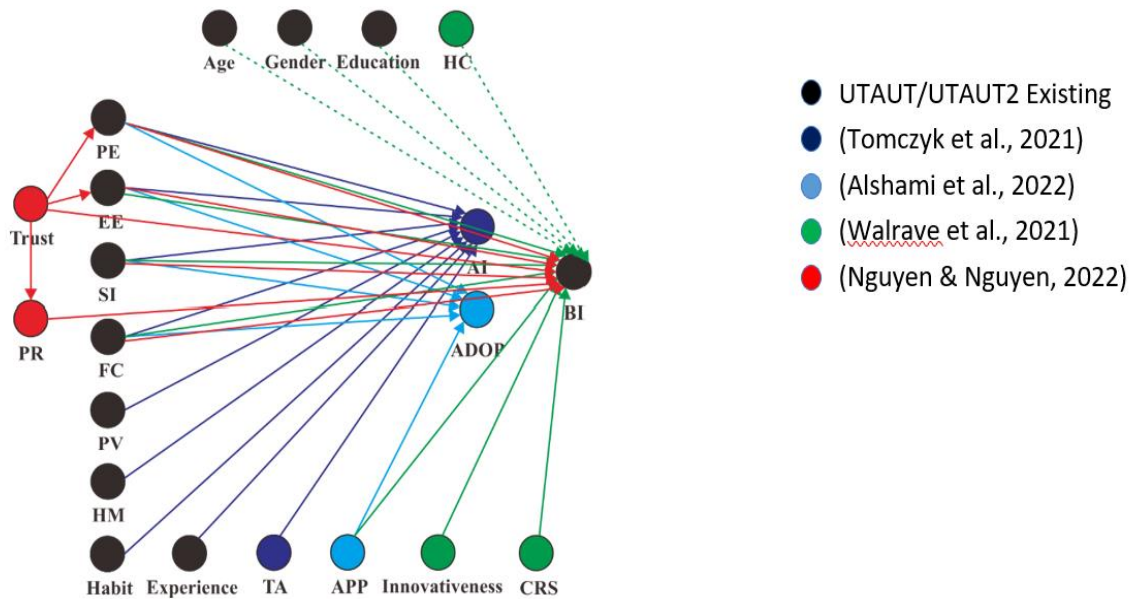 Age
Gender
Education
HC
PE
EE
Trust
SI
PR
FC
PV
HM
Habit
Experience
TA
APP
Innovativeness
CRS
AI
ADOP
BI
UTAUT/UTAUT2 Existing
(Tomczyk et al., 2021)
(Alshami et al., 2022)
(Walrave et al., 2021)
(Nguyen & Nguyen, 2022)